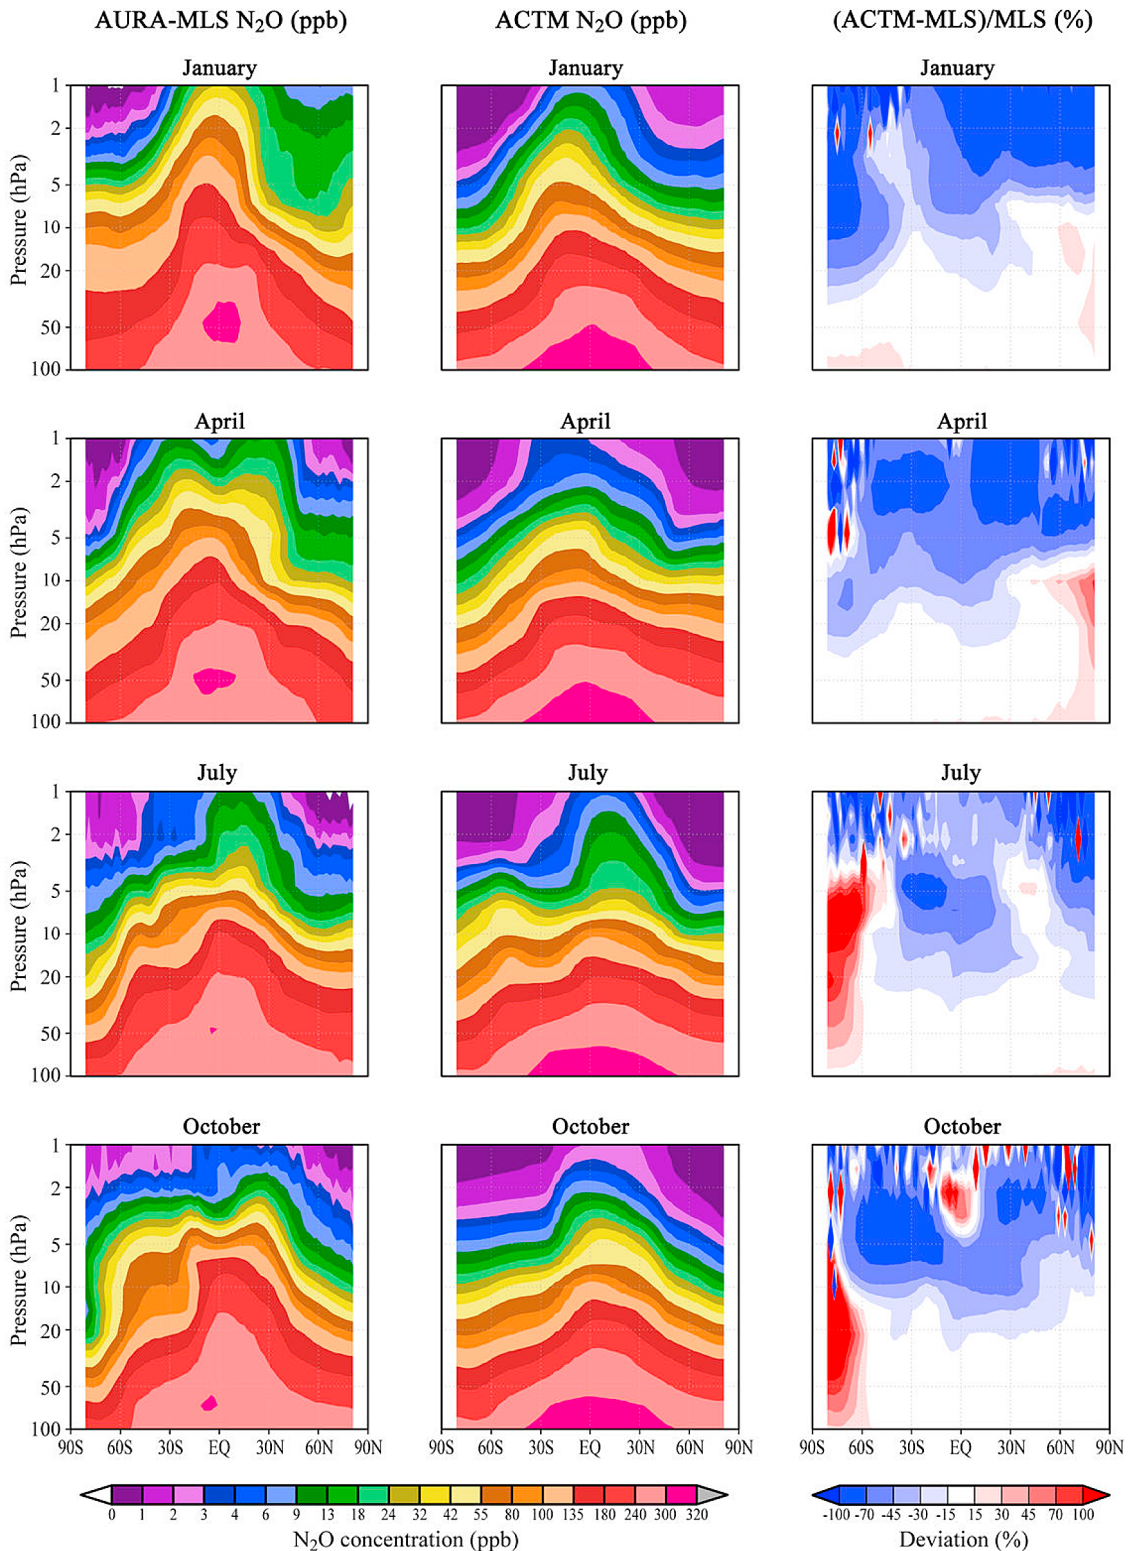 AURA-MLS N₂O (ppb) ACTM N₂O (ppb) (ACTM-MLS)/MLS (%)
January January January
1
2
5
10
20
50
100
Pressure (hPa)
April April April
1
2
5
10
20
50
100
Pressure (hPa)
July July July
1
2
5
10
20
50
100
Pressure (hPa)
October October October
1
2
5
10
20
50
100
Pressure (hPa)
90S 60S 30S EQ 30N 60N 90N 90S 60S 30S EQ 30N 60N 90N 90S 60S 30S EQ 30N 60N 90N
0 1 2 3 4 6 9 13 18 24 32 42 55 80 100 135 180 240 300 320 -100 -70 -45 -30 -15 15 30 45 70 100
N₂O concentration (ppb) Deviation (%)